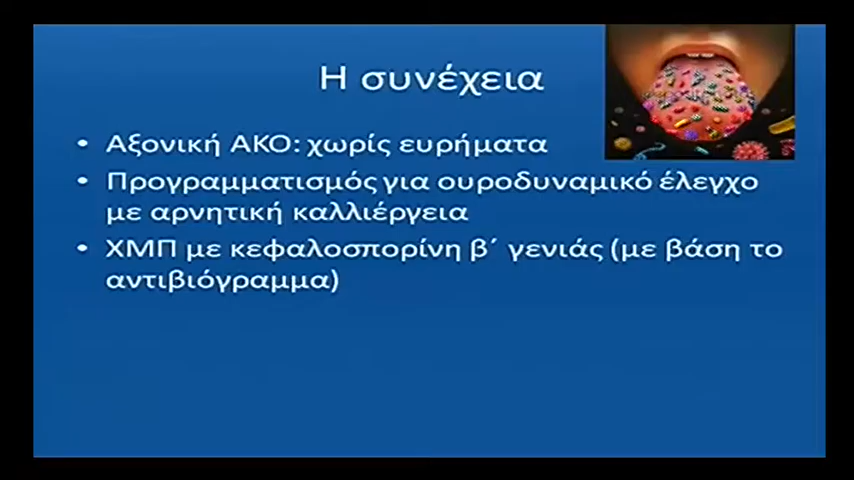 Η συνέχεια
• Αξονική ΑΚΟ: χωρίς ευρήματα
• Προγραμματισμός για ουροδυναμικό έλεγχο
με αρνητική καλλιέργεια
• ΧΜΠ με κεφαλοσπορίνη β΄ γενιάς (με βάση το
αντιβιόγραμμα)